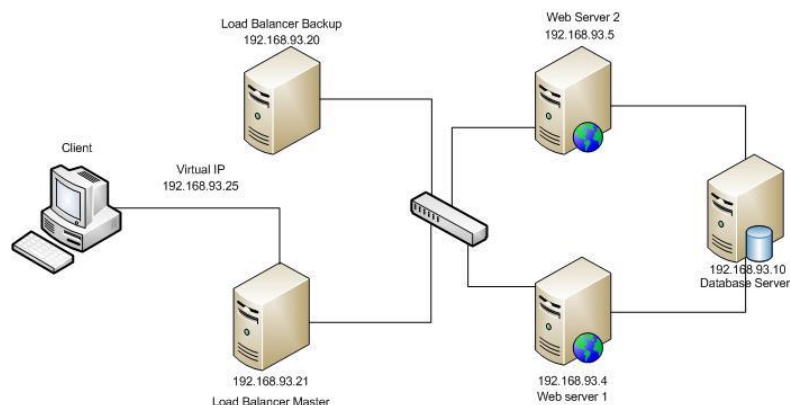 Load Balancer Backup
192.168.93.20
Web Server 2
192.168.93.5
Client
Virtual IP
192.168.93.25
192.168.93.10
Database Server
192.168.93.21
Load Balancer Master
192.168.93.4
Web server 1